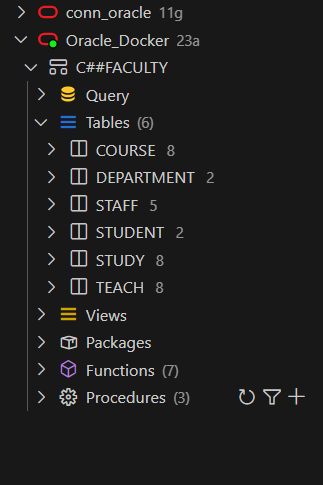 conn_oracle 11g
Oracle_Docker 23a
C##FACULTY
Query
Tables (6)
COURSE 8
DEPARTMENT 2
STAFF 5
STUDENT 2
STUDY 8
TEACH 8
Views
Packages
Functions (7)
Procedures (3)